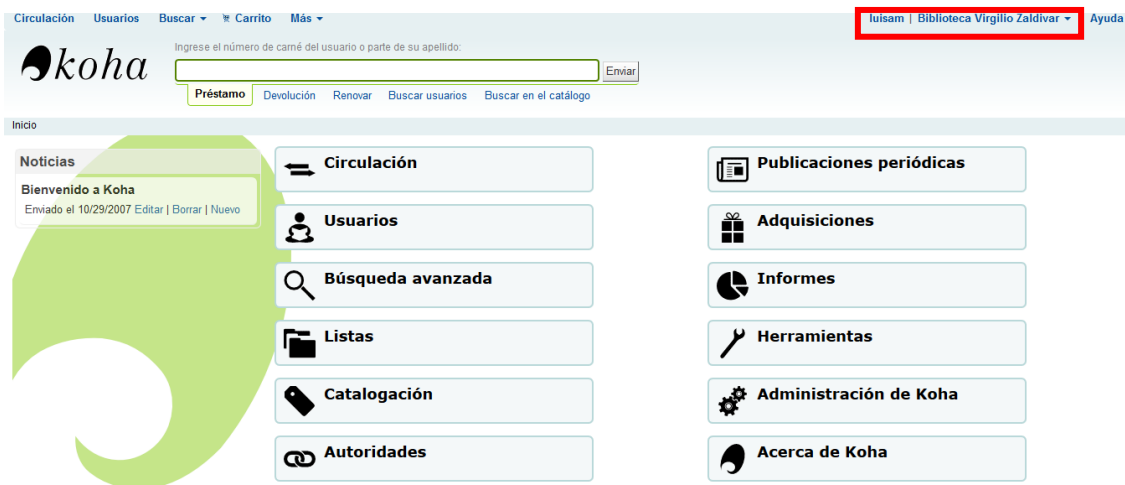 Circulación Usuarios Buscar Carrito Más luisam | Biblioteca Virgilio Zaldivar Ayuda
Ingrese el número de carné del usuario o parte de su apellido:
koha
Enviar
Préstamo Devolución Renovar Buscar usuarios Buscar en el catálogo
Inicio
Noticias
Bienvenido a Koha
Enviado el 10/29/2007 Editar | Borrar | Nuevo
Circulación
Publicaciones periódicas
Usuarios
Adquisiciones
Búsqueda avanzada
Informes
Listas
Herramientas
Catalogación
Administración de Koha
Autoridades
Acerca de Koha